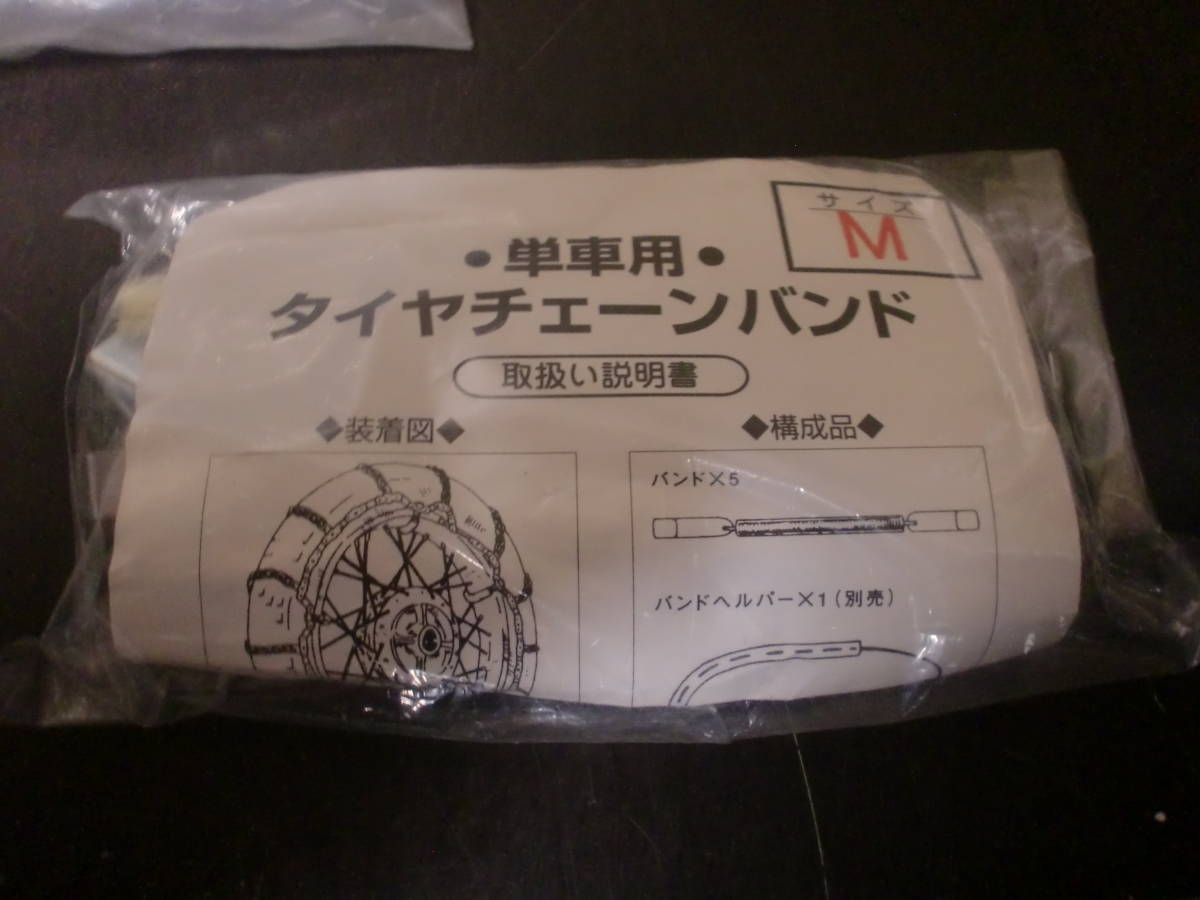 サイズ
M
・単車用・
タイヤチェーンバンド
取扱い説明書
◆装着図◆
◆構成品◆
バンド×5
バンドヘルパー×1(別売)